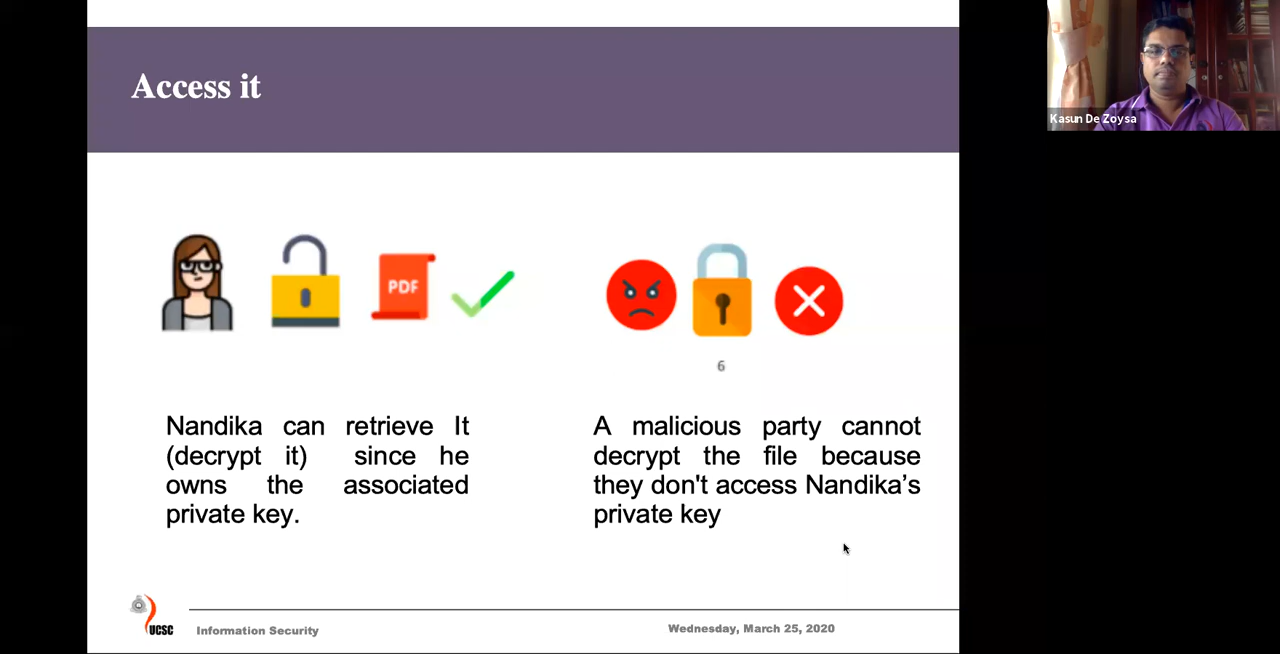 Access it
Kasun De Zoysa
PDF
6
Nandika can retrieve It
(decrypt it) since he
owns the associated
private key.
A malicious party cannot
decrypt the file because
they don't access Nandika’s
private key
UCSC
Information Security
Wednesday, March 25, 2020